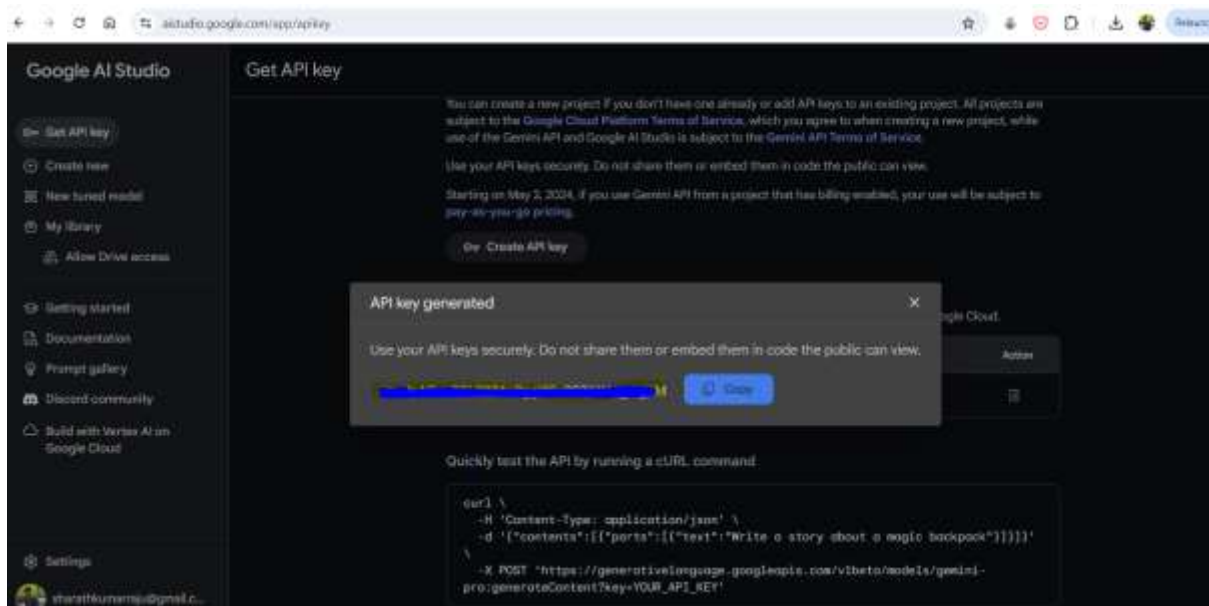 aistudio.google.com/app/apikey
Google AI Studio
Get API key
You can create a new project if you don't have one already or add API keys to an existing project. All projects are
subject to the Google Cloud Platform Terms of Service, which you agree to when creating a new project, while
use of the Gemini API and Google AI Studio is subject to the Gemini API Terms of Service.
Use your API keys securely. Do not share them or embed them in code the public can view.
Starting on May 2, 2024, if you use Gemini API from a project that has billing enabled, your use will be subject to
pay-as-you-go pricing.
Create API key
Get API key
Create new
New tuned model
My library
Allow Drive access
Getting started
Documentation
Prompt gallery
Discord community
Build with Vertex AI on
Google Cloud
Settings
API key generated
Use your API keys securely. Do not share them or embed them in code the public can view.
Copy
Google Cloud.
Action
Quickly test the API by running a cURL command
curl \
-H 'Content-Type: application/json' \
-d '{"contents":[{"parts":[{"text":"Write a story about a magic backpack"}]}]}'
\
-X POST 'https://generativelanguage.googleapis.com/v1beta/models/gemini-
pro:generateContent?key=YOUR_API_KEY'